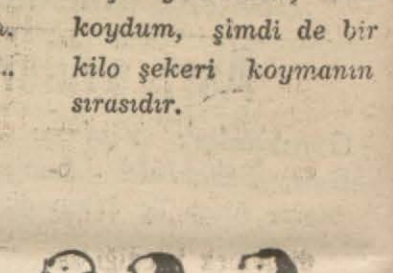 koydum, şimdi de bir
kilo şekeri koymanın
sırasıdır.